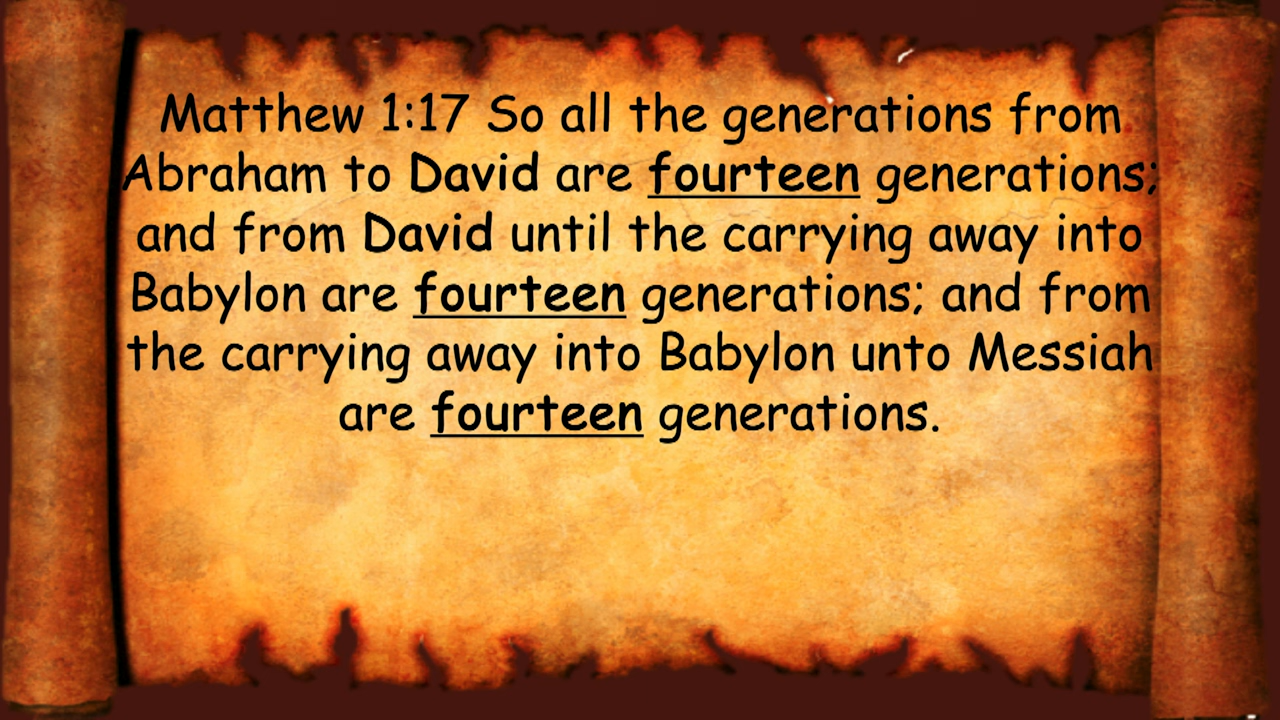 Matthew 1:17 So all the generations from
Abraham to David are fourteen generations;
and from David until the carrying away into
Babylon are fourteen generations; and from
the carrying away into Babylon unto Messiah
are fourteen generations.